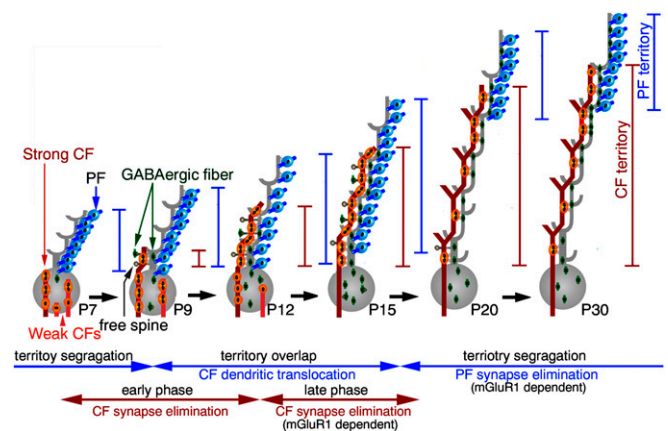 PF territory
CF territory
Strong CF
PF
GABAergic fiber
P7
P9
P12
P15
P20
P30
free spine
Weak CFs
territoy segragation
territory overlap
terriotry segregation
CF dendritic translocation
PF synapse elimination
(mGluR1 dependent)
early phase
late phase
CF synapse elimination
CF synapse elimination
(mGluR1 dependent)